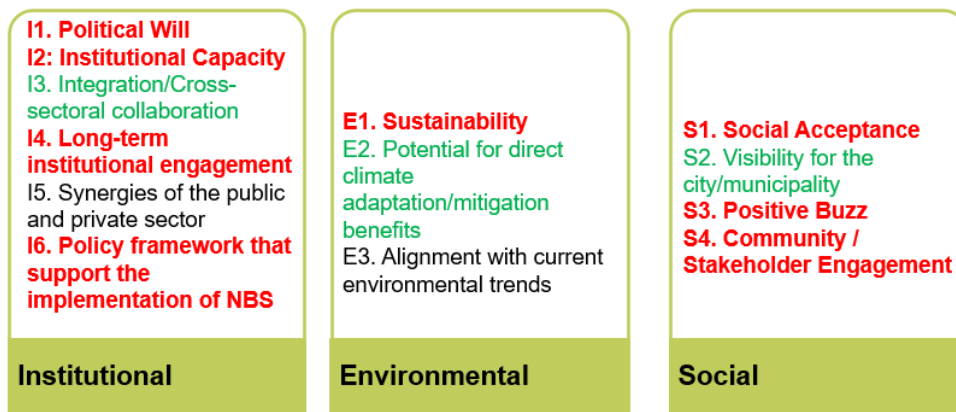 I1. Political Will
I2: Institutional Capacity
I3. Integration/Cross-
sectoral collaboration
I4. Long-term
institutional engagement
I5. Synergies of the public
and private sector
I6. Policy framework that
support the
implementation of NBS
Institutional
E1. Sustainability
E2. Potential for direct
climate
adaptation/mitigation
benefits
E3. Alignment with current
environmental trends
Environmental
S1. Social Acceptance
S2. Visibility for the
city/municipality
S3. Positive Buzz
S4. Community /
Stakeholder Engagement
Social